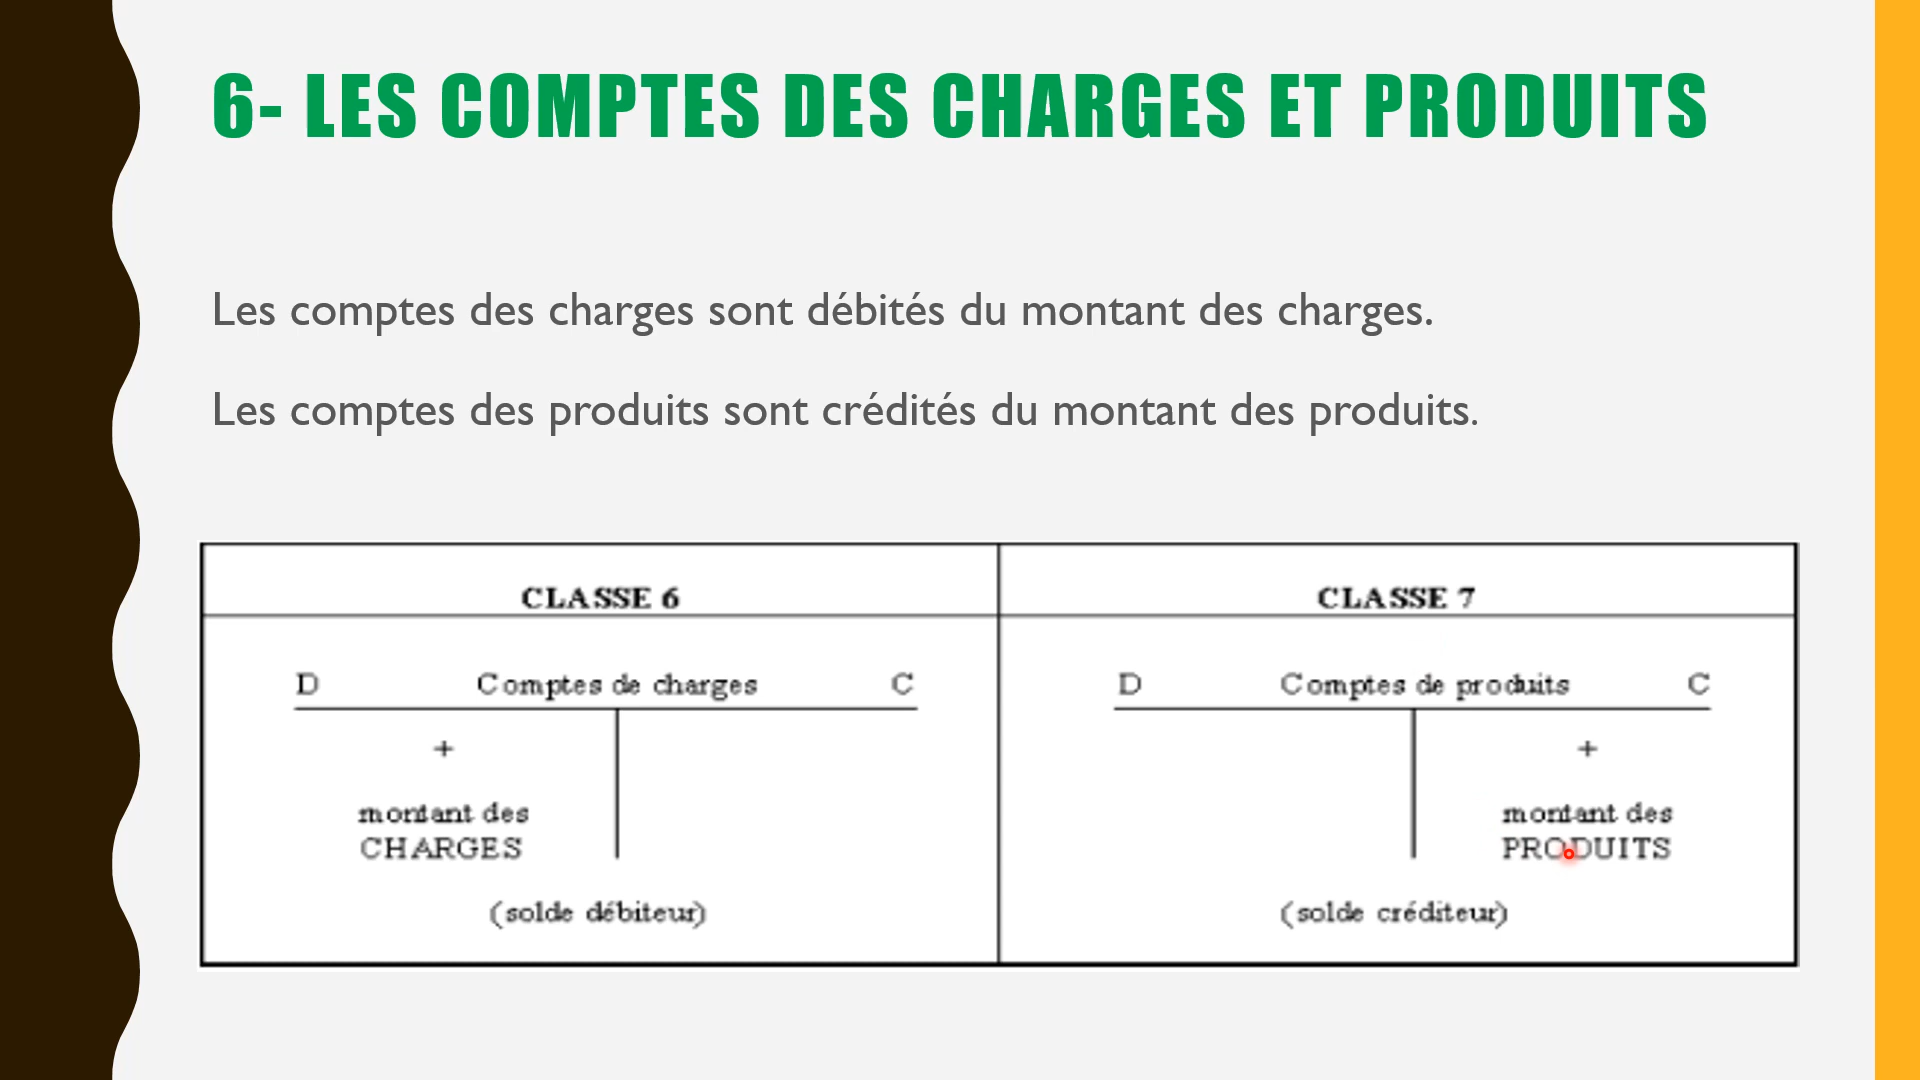 6- LES COMPTES DES CHARGES ET PRODUITS
Les comptes des charges sont débités du montant des charges.
Les comptes des produits sont crédités du montant des produits.
CLASSE 6
CLASSE 7
D Comptes de charges C
D Comptes de produits C
+
+
montant des
CHARGES
montant des
PRODUITS
(solde débiteur)
(solde créditeur)